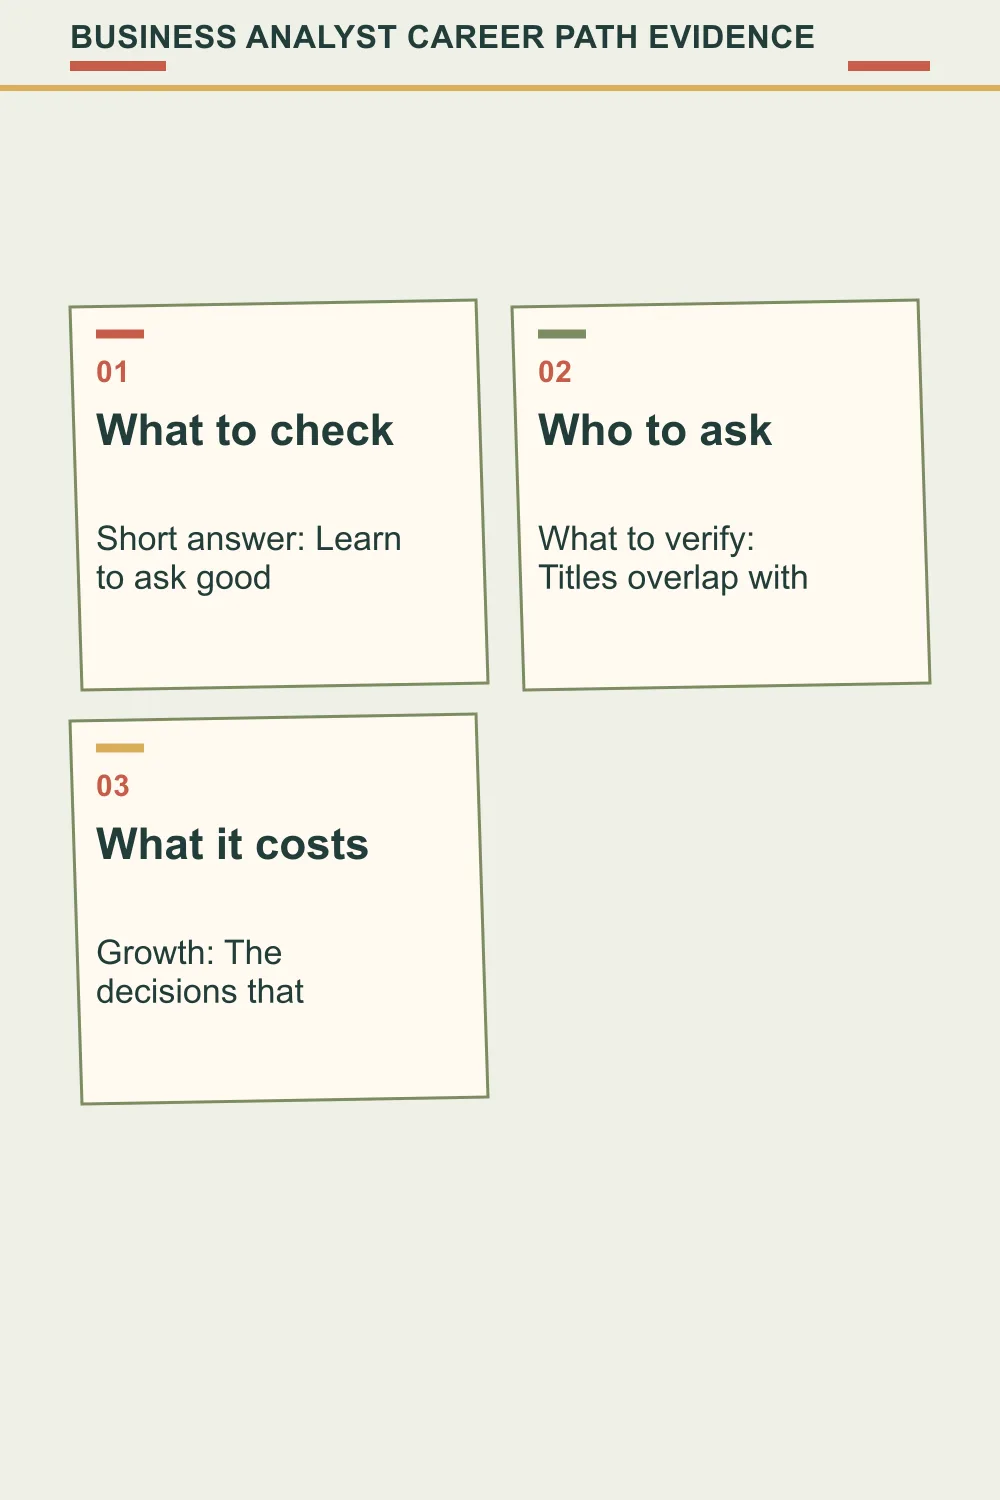 BUSINESS ANALYST CAREER PATH EVIDENCE
01
What to check
Short answer: Learn
to ask good
02
Who to ask
What to verify:
Titles overlap with
03
What it costs
Growth: The
decisions that